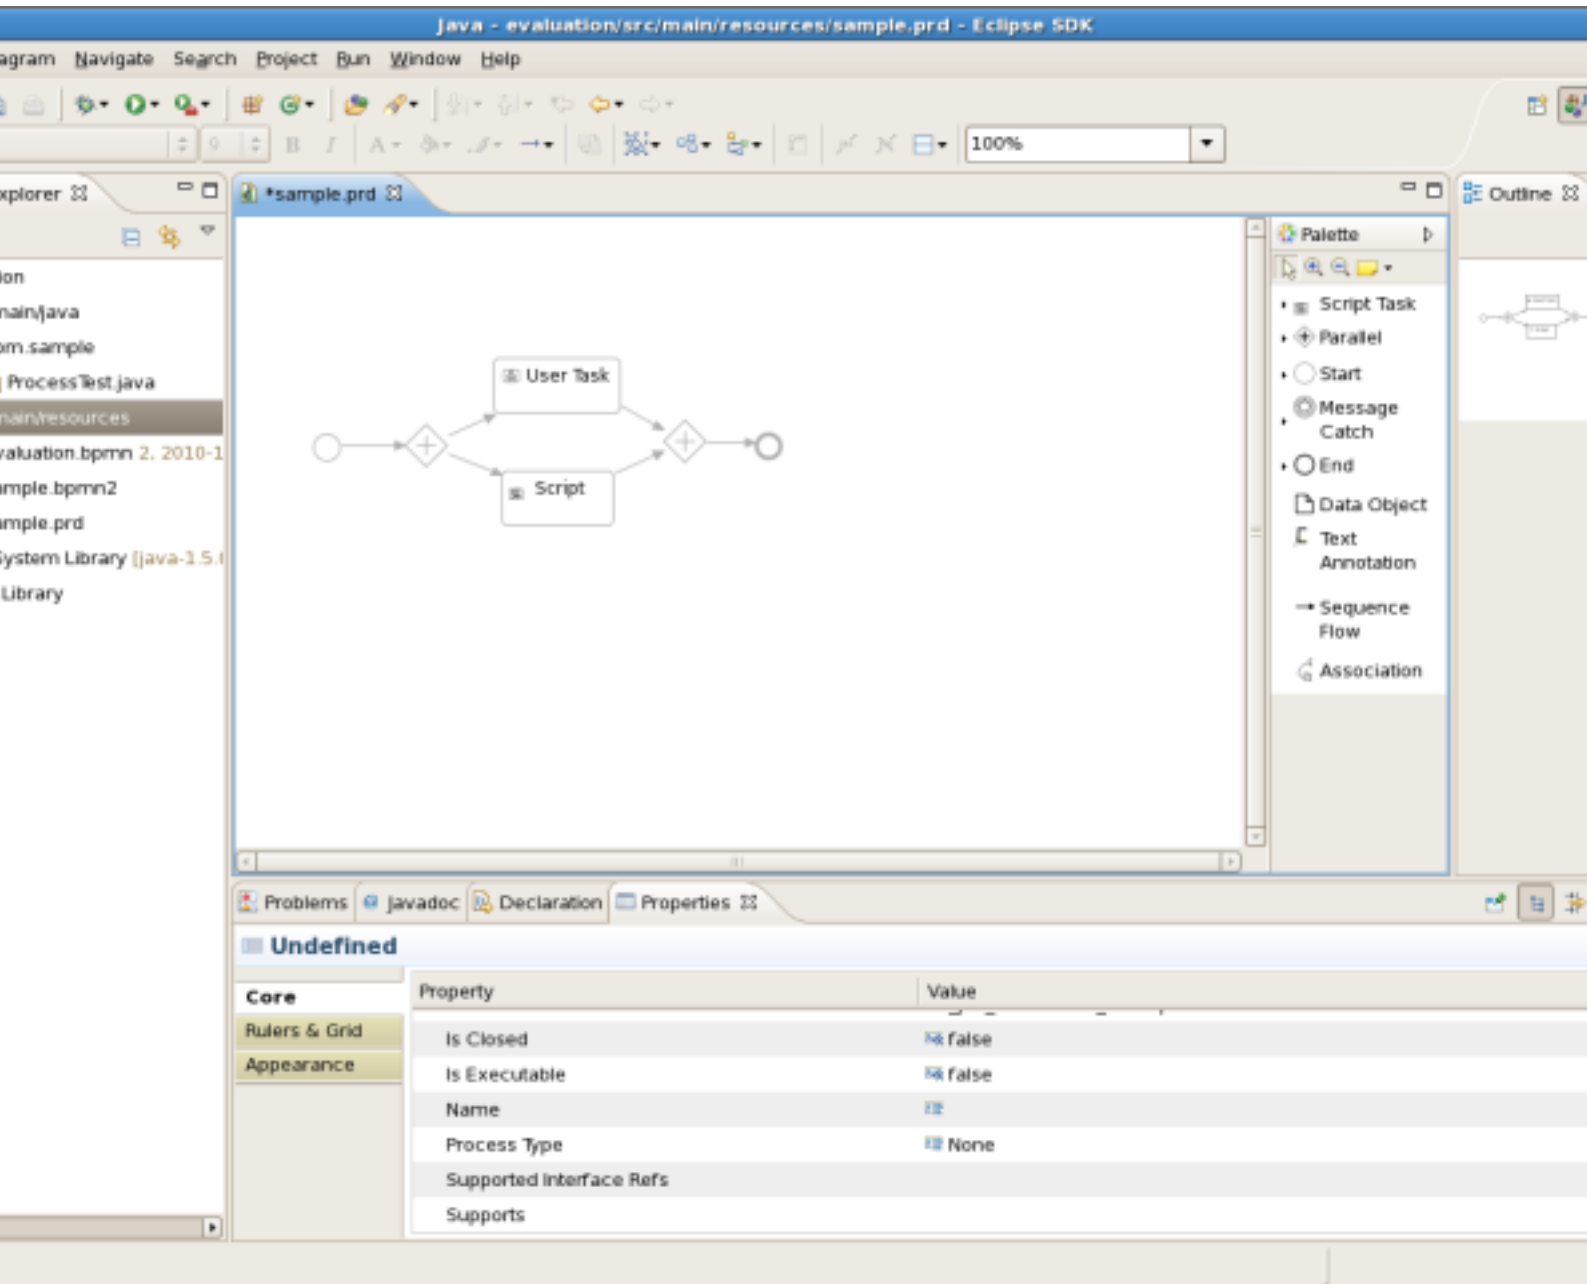 Java - evaluation/src/main/resources/sample.prd - Eclipse SDK
agram Navigate Search Project Run Window Help
9 B I A 100%
xplorer
*sample.prd
Outline
ion
main/java
om.sample
ProcessTest.java
main/resources
valuation.bpmn 2, 2010-1
ample.bpmn2
ample.prd
System Library [java-1.5.
Library
User Task
Script
Palette
Script Task
Parallel
Start
Message
Catch
End
Data Object
Text
Annotation
Sequence
Flow
Association
Problems Javadoc Declaration Properties
Undefined
Core
Rulers & Grid
Appearance
Property Value
Is Closed false
Is Executable false
Name
Process Type None
Supported Interface Refs
Supports